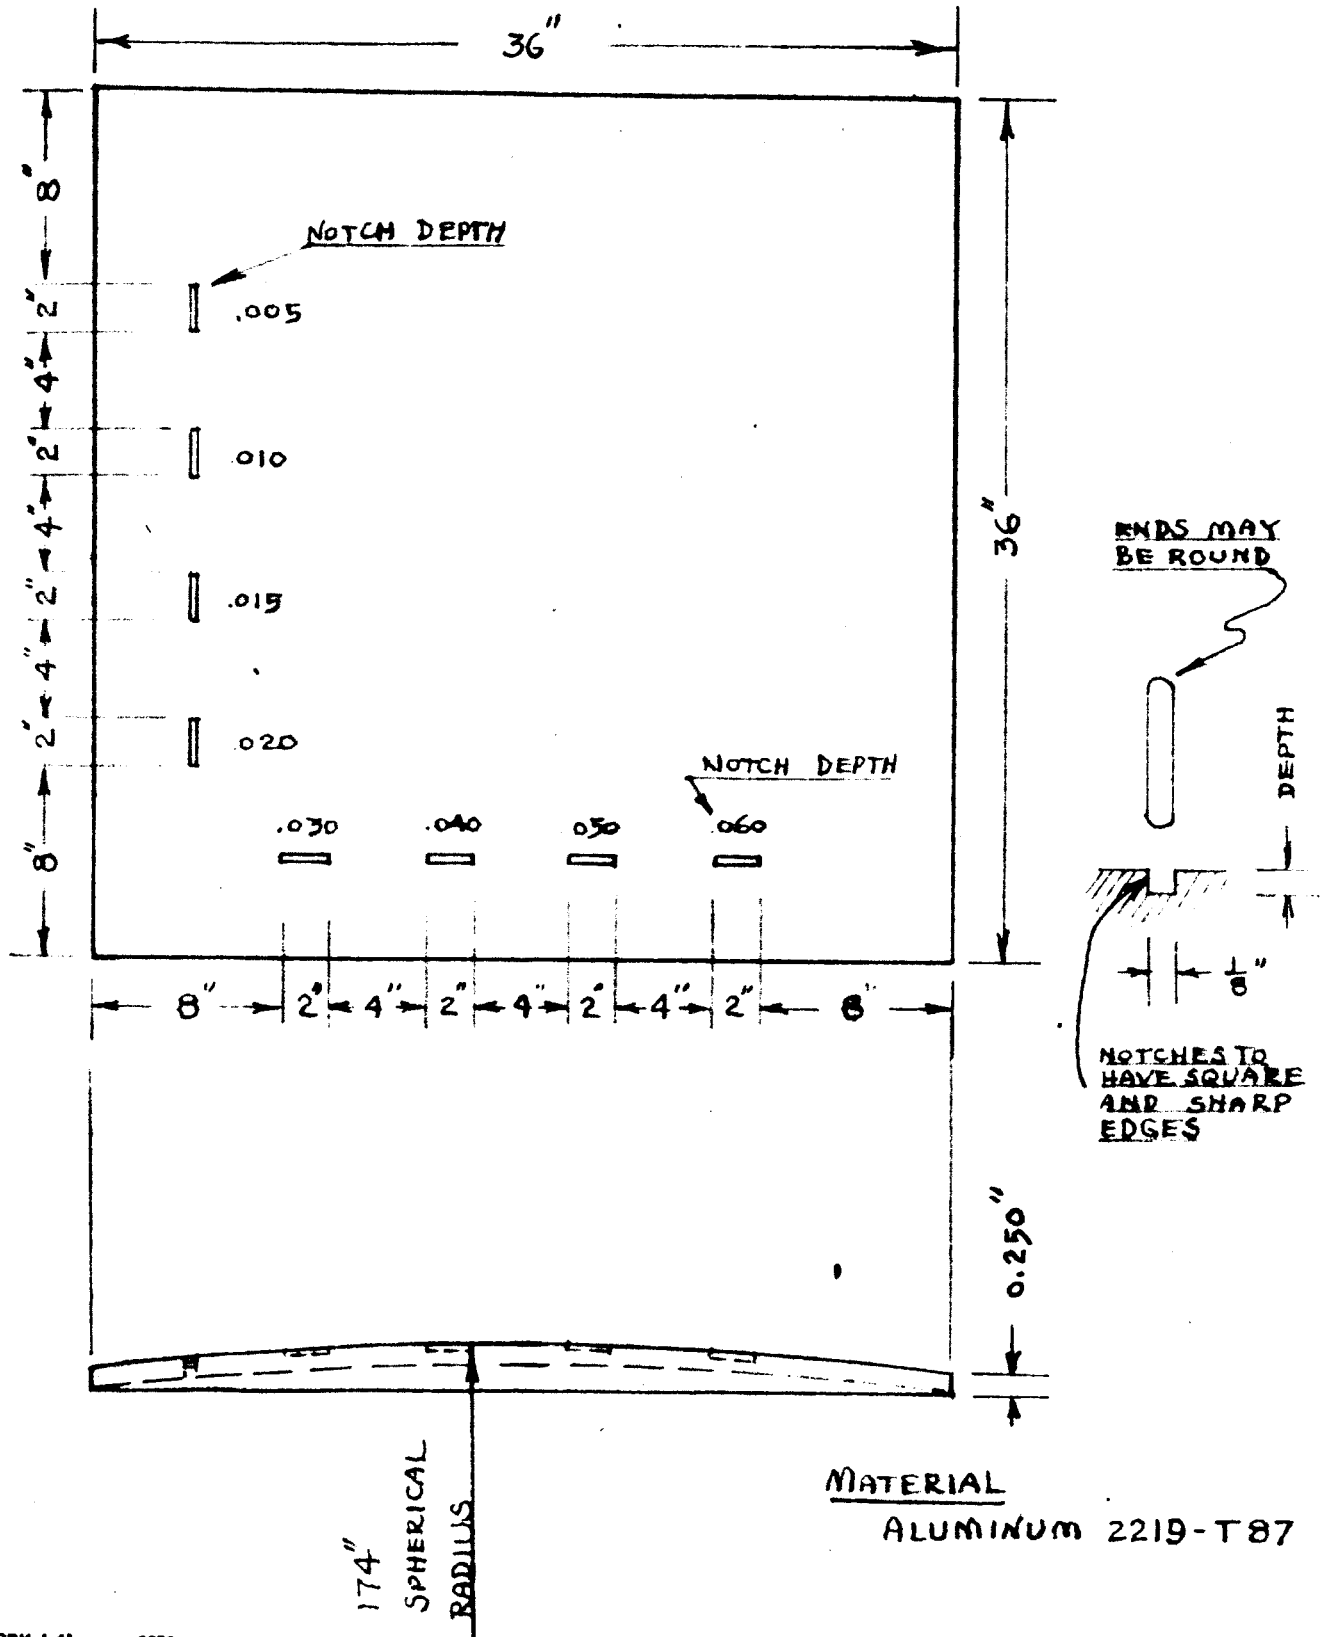 36"
8"
NOTCH DEPTH
2"
.005
4"
2"
.010
4"
36"
ENDS MAY
BE ROUND
2"
.015
4"
2"
.020
DEPTH
NOTCH DEPTH
8"
.030 .040 .050 .060
8" 2" 4" 2" 4" 2" 4" 2" 8"
1/8"
NOTCHES TO
HAVE SQUARE
AND SHARP
EDGES
0.250"
174"
SPHERICAL
RADIUS
MATERIAL
ALUMINUM 2219-T87